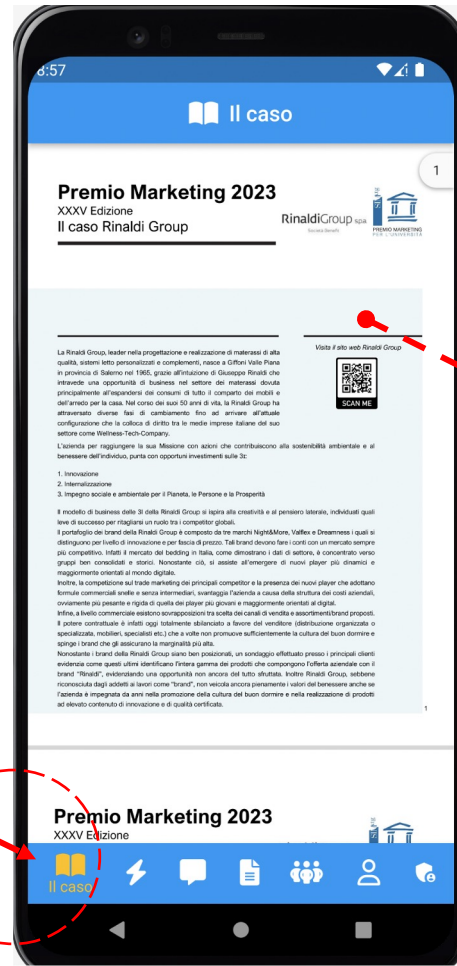 8:57
Il caso
1
Premio Marketing 2023
XXXV Edizione
Il caso Rinaldi Group
RinaldiGroup spa
Società Benefit
PREMIO MARKETING
PER L'UNIVERSITÀ
Visita il sito web Rinaldi Group
SCAN ME
La Rinaldi Group, leader nella progettazione e realizzazione di materassi di alta
qualità, sistemi letto personalizzati e complementi, nasce a Giffoni Valle Piana
in provincia di Salerno nel 1965, grazie all'intuizione di Giuseppe Rinaldi che
intravede una opportunità di business nel settore dei materassi dovuta
principalmente all'espandersi dei consumi di tutto il comparto dei mobili e
dell'arredo per la casa. Nel corso dei suoi 50 anni di vita, la Rinaldi Group ha
attraversato diverse fasi di cambiamento fino ad arrivare all'attuale
configurazione che la colloca di diritto tra le medie imprese italiane del suo
settore come Wellness-Tech-Company.
L'azienda per raggiungere la sua Missione con azioni che contribuiscono alla sostenibilità ambientale e al
benessere dell'individuo, punta con opportuni investimenti sulle 3I:
1. Innovazione
2. Internalizzazione
3. Impegno sociale e ambientale per il Pianeta, le Persone e la Prosperità
Il modello di business delle 3I della Rinaldi Group si ispira alla creatività e al pensiero laterale, individuati quali
leve di successo per ritagliarsi un ruolo tra i competitor globali.
Il portafoglio dei brand della Rinaldi Group è composto da tre marchi Night&More, Valflex e Dreamness i quali si
distinguono per livello di innovazione e per fascia di prezzo. Tali brand devono fare i conti con un mercato sempre
più competitivo. Infatti il mercato del bedding in Italia, come dimostrano i dati di settore, è concentrato verso
gruppi ben consolidati e storici. Nonostante ciò, si assiste all'emergere di nuovi player più dinamici e
maggiormente orientati al mondo digitale.
Inoltre, la competizione sul trade marketing dei principali competitor e la presenza dei nuovi player che adottano
formule commerciali snelle e senza intermediari, svantaggia l'azienda a causa della struttura dei costi aziendali,
ovviamente più pesante e rigida di quella dei player più giovani e maggiormente orientati al digital.
Infine, a livello commerciale esistono sovrapposizioni tra scelta dei canali di vendita e assortimenti/brand proposti.
Il potere contrattuale è infatti oggi totalmente sbilanciato a favore del venditore (distribuzione organizzata o
specializzata, mobilieri, specialisti etc.) che a volte non promuove sufficientemente la cultura del buon dormire e
spinge i brand che gli assicurano la marginalità più alta.
Nonostante i brand della Rinaldi Group siano ben posizionati, un sondaggio effettuato presso i principali clienti
evidenzia come questi ultimi identificano l'intera gamma dei prodotti che compongono l'offerta aziendale con il
brand "Rinaldi", evidenziando una opportunità non ancora del tutto sfruttata. Inoltre Rinaldi Group, sebbene
riconosciuta dagli addetti ai lavori come "brand", non veicola ancora pienamente i valori del benessere anche se
l'azienda è impegnata da anni nella promozione della cultura del buon dormire e nella realizzazione di prodotti
ad elevato contenuto di innovazione e di qualità certificata.
1
Premio Marketing 2023
XXXV Edizione
Il caso